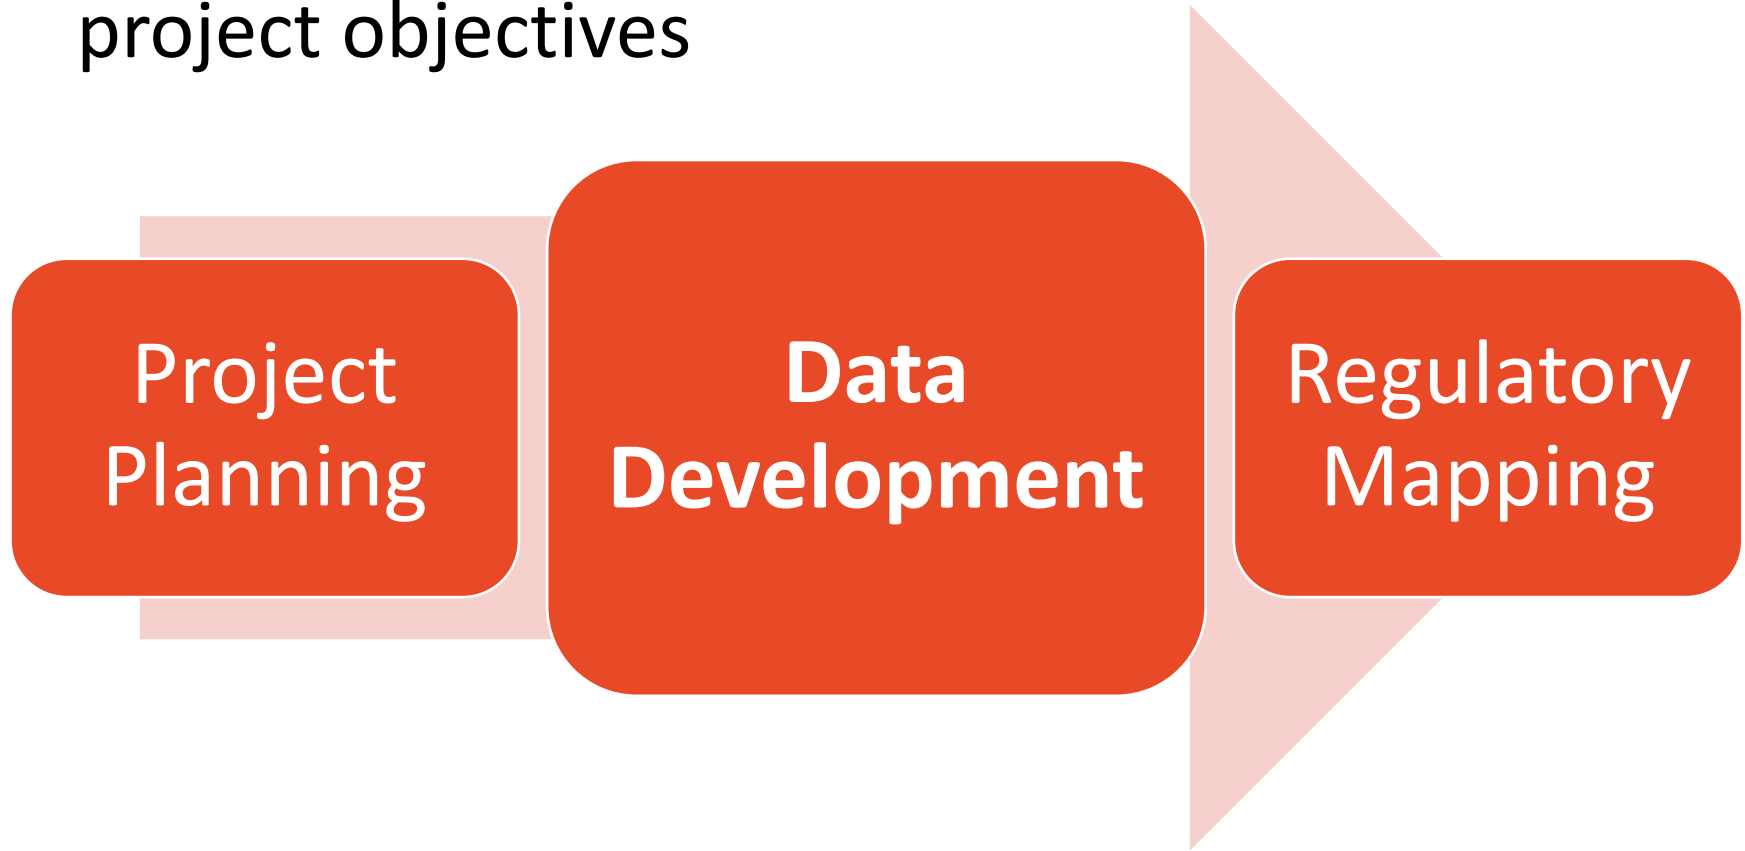 project objectives
Project
Planning
Data
Development
Regulatory
Mapping